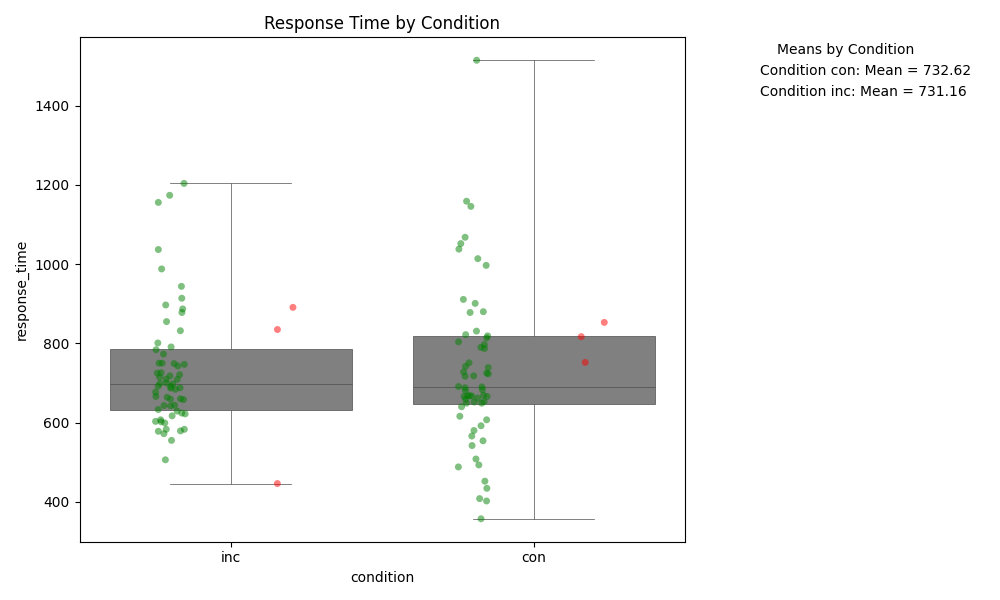 Response Time by Condition
Means by Condition
Condition con: Mean = 732.62
Condition inc: Mean = 731.16
response_time
1400
1200
1000
800
600
400
inc
con
condition